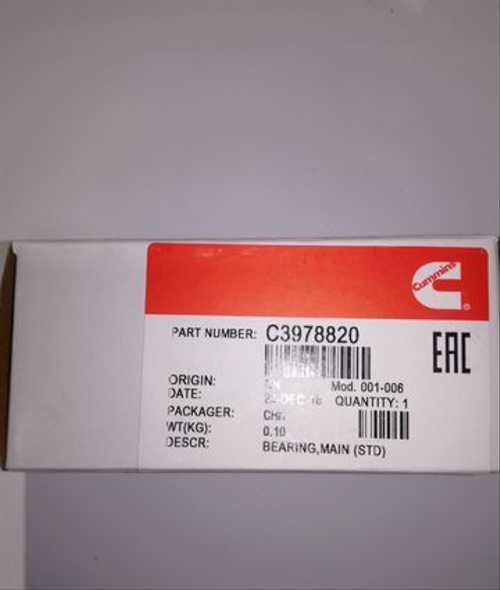 Cummins
PART NUMBER: C3978820
EAC
ORIGIN: Mod. 001-006
DATE: QUANTITY: 1
PACKAGER:
WT(KG): 0.10
DESCR: BEARING,MAIN (STD)